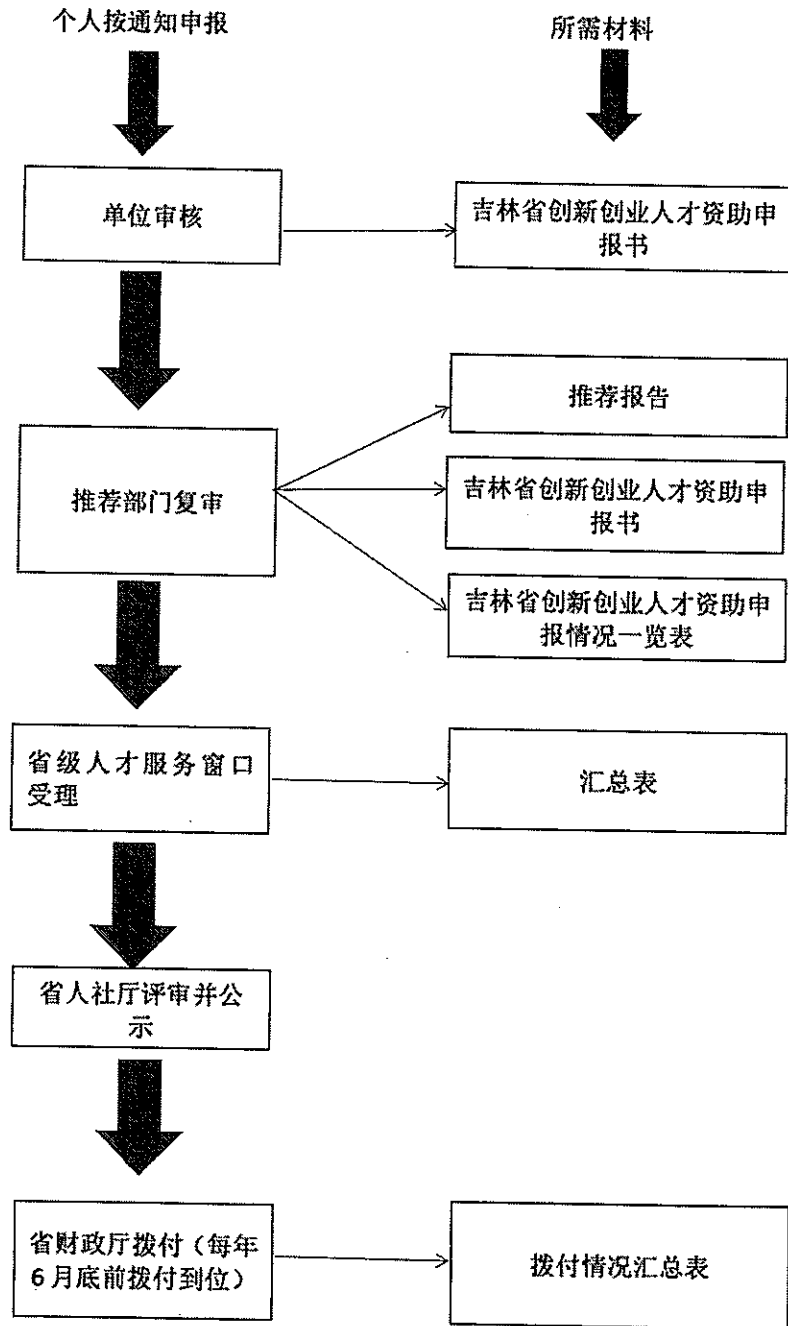 个人按通知申报
所需材料
单位审核
吉林省创新创业人才资助申
报书
推荐报告
推荐部门复审
吉林省创新创业人才资助申
报书
吉林省创新创业人才资助申
报情况一览表
省级人才服务窗口
受理
汇总表
省人社厅评审并公
示
省财政厅拨付（每年
6月底前拨付到位）
拨付情况汇总表